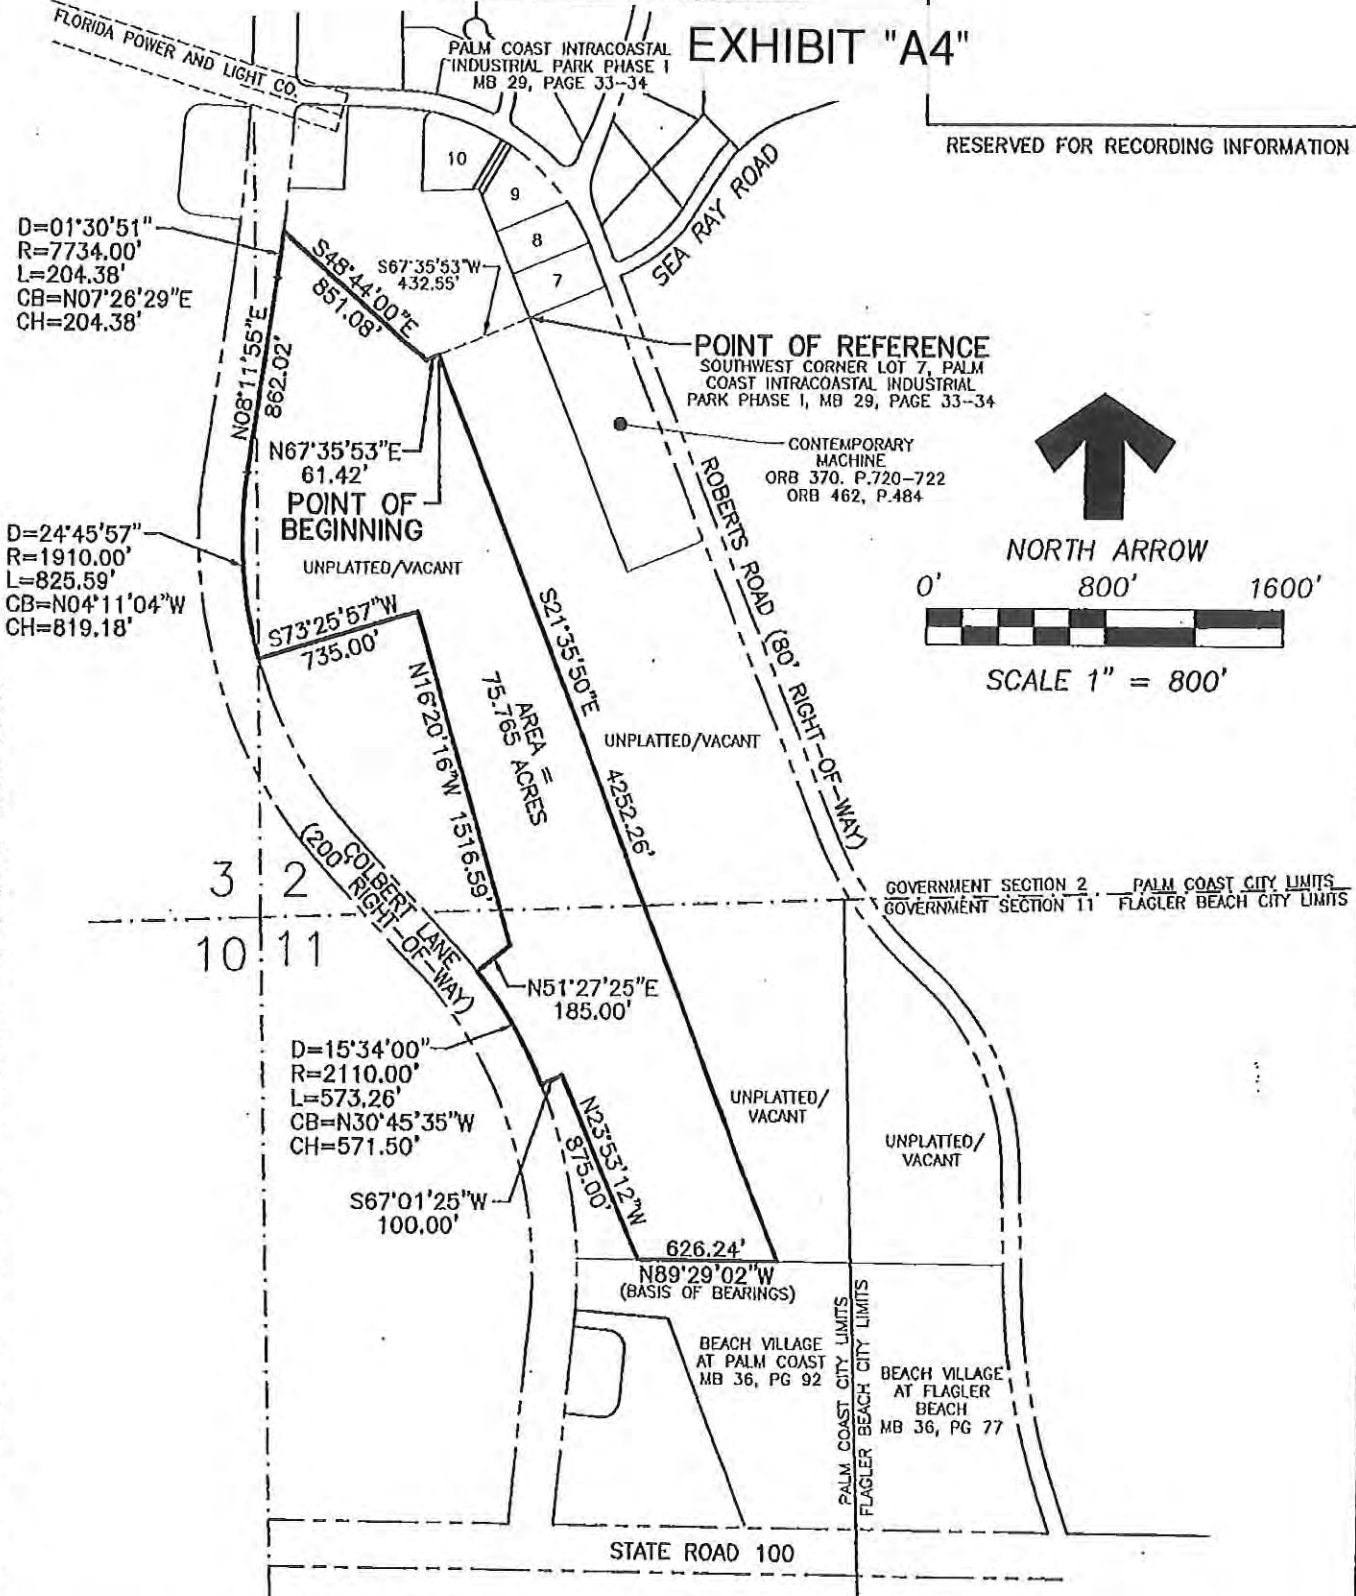 EXHIBIT "A4"
RESERVED FOR RECORDING INFORMATION
FLORIDA POWER AND LIGHT CO.
PALM COAST INTRACOASTAL
INDUSTRIAL PARK PHASE I
MB 29, PAGE 33-34
10
9
8
7
SEA RAY ROAD
D=01°30'51"
R=7734.00'
L=204.38'
CB=N07°26'29"E
CH=204.38'
S48°44'00"E
851.08'
S67°35'53"W
432.55'
N08°11'55"E
862.02'
POINT OF REFERENCE
SOUTHWEST CORNER LOT 7, PALM
COAST INTRACOASTAL INDUSTRIAL
PARK PHASE I, MB 29, PAGE 33-34
CONTEMPORARY
MACHINE
ORB 370. P.720-722
ORB 462, P.484
N67°35'53"E
61.42'
POINT OF
BEGINNING
UNPLATTED/VACANT
NORTH ARROW
0' 800' 1600'
SCALE 1" = 800'
D=24°45'57"
R=1910.00'
L=825.59'
CB=N04°11'04"W
CH=819.18'
S73°25'57"W
735.00'
N16°20'16"W 1516.59'
AREA =
75.765 ACRES
S21°35'50"E
4252.26'
UNPLATTED/VACANT
ROBERTS ROAD (80' RIGHT-OF-WAY)
COLBERT LANE
(200' RIGHT-OF-WAY)
3 2
10 11
GOVERNMENT SECTION 2 PALM COAST CITY LIMITS
GOVERNMENT SECTION 11 FLAGLER BEACH CITY LIMITS
N51°27'25"E
185.00'
D=15°34'00"
R=2110.00'
L=573.26'
CB=N30°45'35"W
CH=571.50'
N23°53'12"W
875.00'
UNPLATTED/
VACANT
UNPLATTED/
VACANT
S67°01'25"W
100.00'
626.24'
N89°29'02"W
(BASIS OF BEARINGS)
BEACH VILLAGE
AT PALM COAST
MB 36, PG 92
PALM COAST CITY LIMITS
FLAGLER BEACH CITY LIMITS
BEACH VILLAGE
AT FLAGLER
BEACH
MB 36, PG 77
STATE ROAD 100